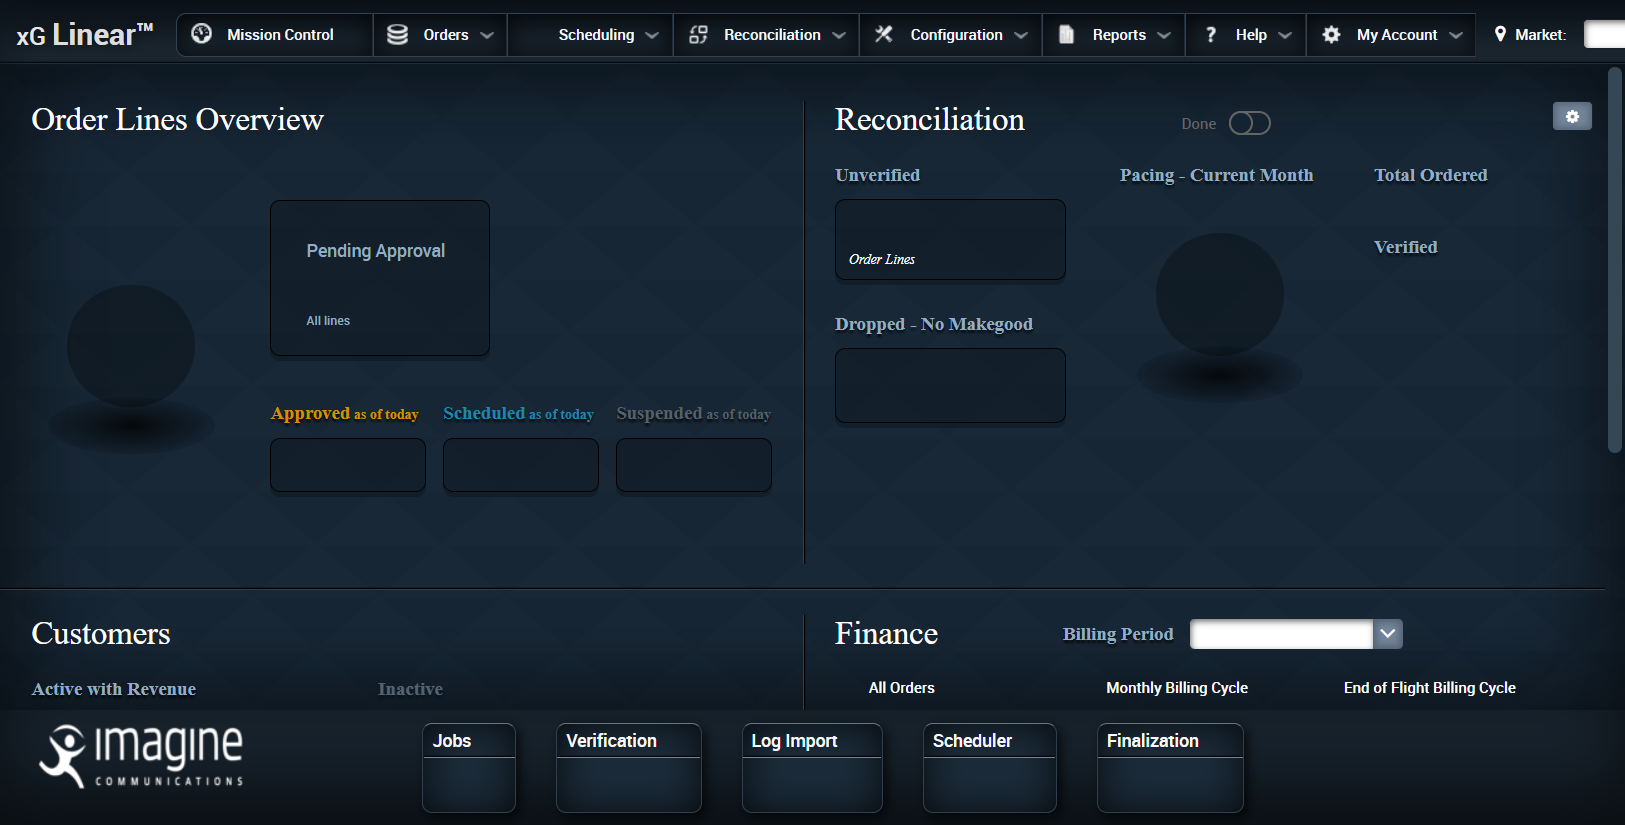 xG Linear™
Mission Control
Orders
Scheduling
Reconciliation
Configuration
Reports
Help
My Account
Market:
Order Lines Overview
Pending Approval
All lines
Approved as of today
Scheduled as of today
Suspended as of today
Reconciliation
Done
Unverified
Order Lines
Dropped - No Makegood
Pacing - Current Month
Total Ordered
Verified
Customers
Active with Revenue
Inactive
Finance
Billing Period
All Orders
Monthly Billing Cycle
End of Flight Billing Cycle
imagine
COMMUNICATIONS
Jobs
Verification
Log Import
Scheduler
Finalization